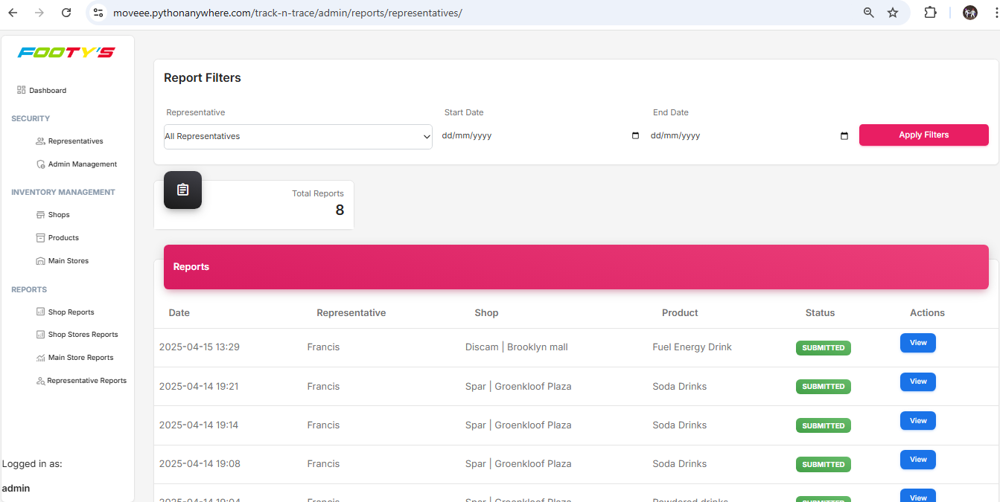 moveee.pythonanywhere.com/track-n-trace/admin/reports/representatives/
FOOTY'S
Dashboard
SECURITY
Representatives
Admin Management
INVENTORY MANAGEMENT
Shops
Products
Main Stores
REPORTS
Shop Reports
Shop Stores Reports
Main Store Reports
Representative Reports
Logged in as:
admin
Report Filters
Representative Start Date End Date
All Representatives dd/mm/yyyy dd/mm/yyyy Apply Filters
Total Reports
8
Reports
Date Representative Shop Product Status Actions
2025-04-15 13:29 Francis Discam | Brooklyn mall Fuel Energy Drink SUBMITTED View
2025-04-14 19:21 Francis Spar | Groenkloof Plaza Soda Drinks SUBMITTED View
2025-04-14 19:14 Francis Spar | Groenkloof Plaza Soda Drinks SUBMITTED View
2025-04-14 19:08 Francis Spar | Groenkloof Plaza Soda Drinks SUBMITTED View
2025-04-14 19:04 Francis Spar | Groenkloof Plaza Powdered drinks SUBMITTED View